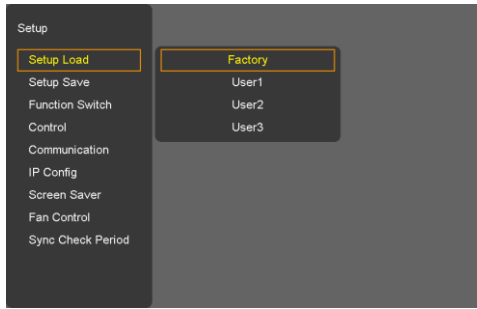 Setup
Setup Load
Setup Save
Function Switch
Control
Communication
IP Config
Screen Saver
Fan Control
Sync Check Period
Factory
User1
User2
User3